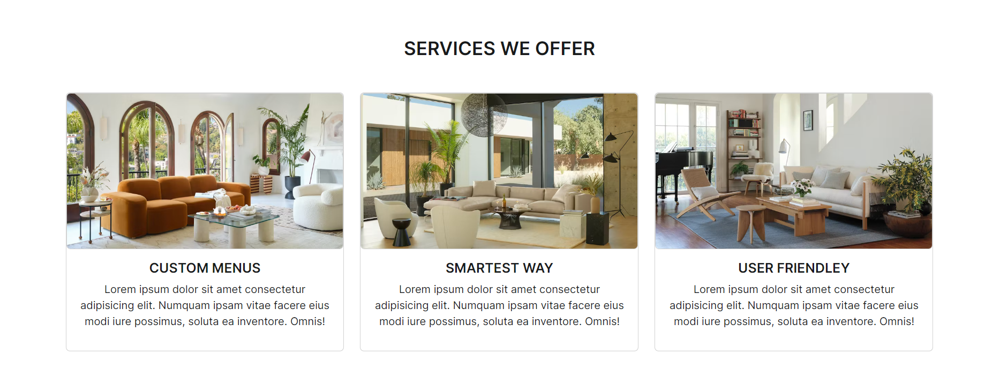 SERVICES WE OFFER
CUSTOM MENUS
Lorem ipsum dolor sit amet consectetur
adipisicing elit. Numquam ipsam vitae facere eius
modi iure possimus, soluta ea inventore. Omnis!
SMARTEST WAY
Lorem ipsum dolor sit amet consectetur
adipisicing elit. Numquam ipsam vitae facere eius
modi iure possimus, soluta ea inventore. Omnis!
USER FRIENDLEY
Lorem ipsum dolor sit amet consectetur
adipisicing elit. Numquam ipsam vitae facere eius
modi iure possimus, soluta ea inventore. Omnis!